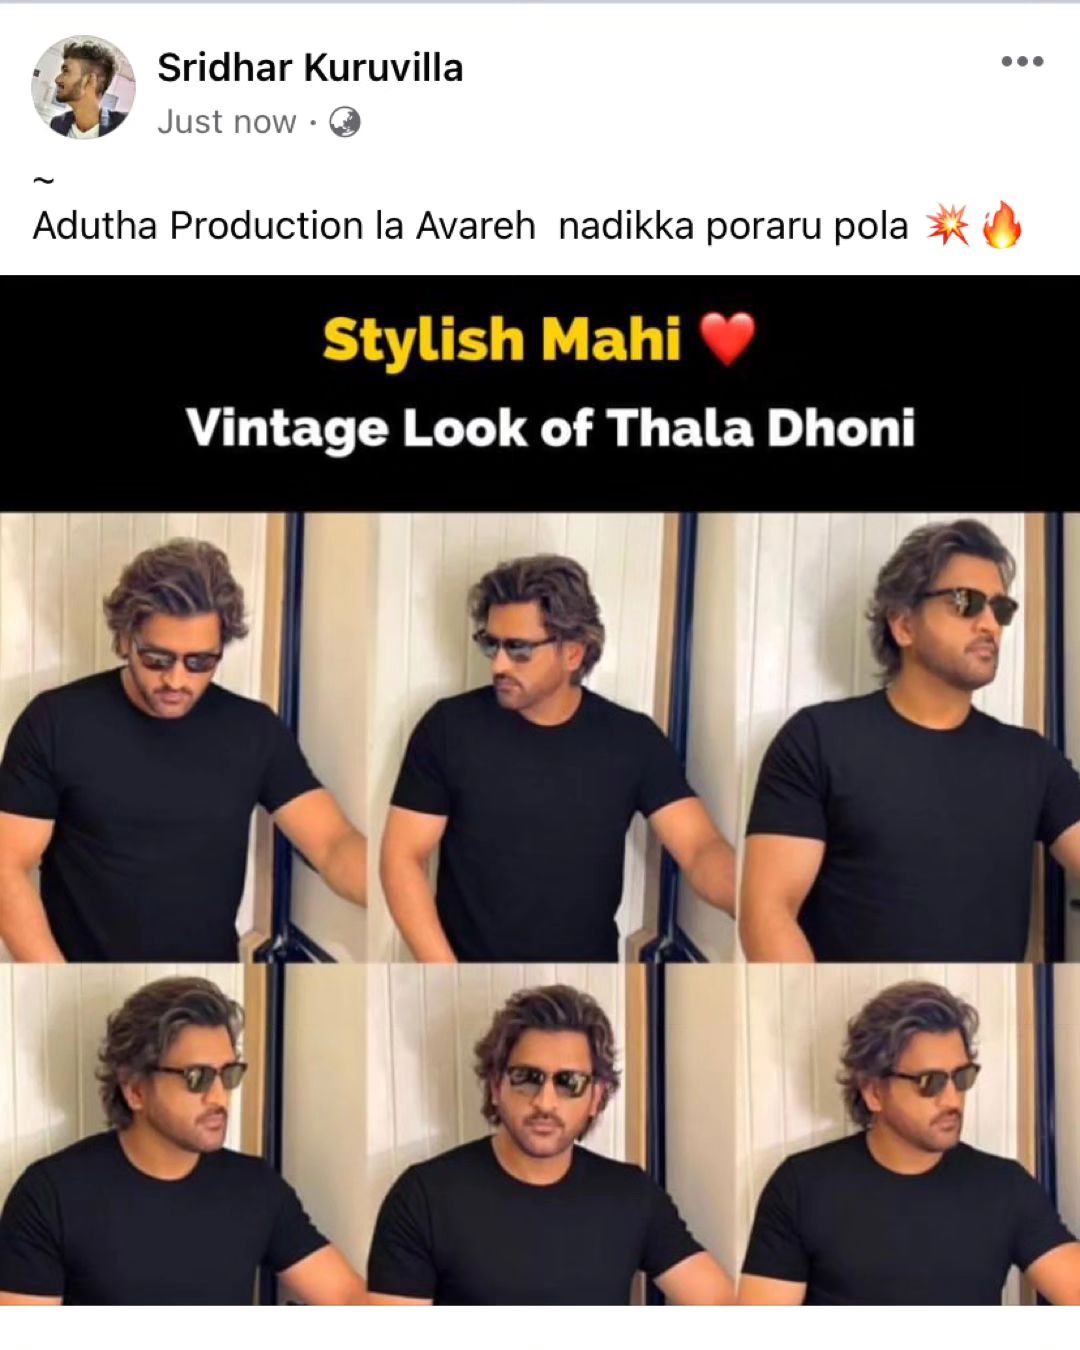 Sridhar Kuruvilla
Just now ·
~
Adutha Production la Avareh  nadikka poraru pola 💥🔥
Stylish Mahi ❤️
Vintage Look of Thala Dhoni